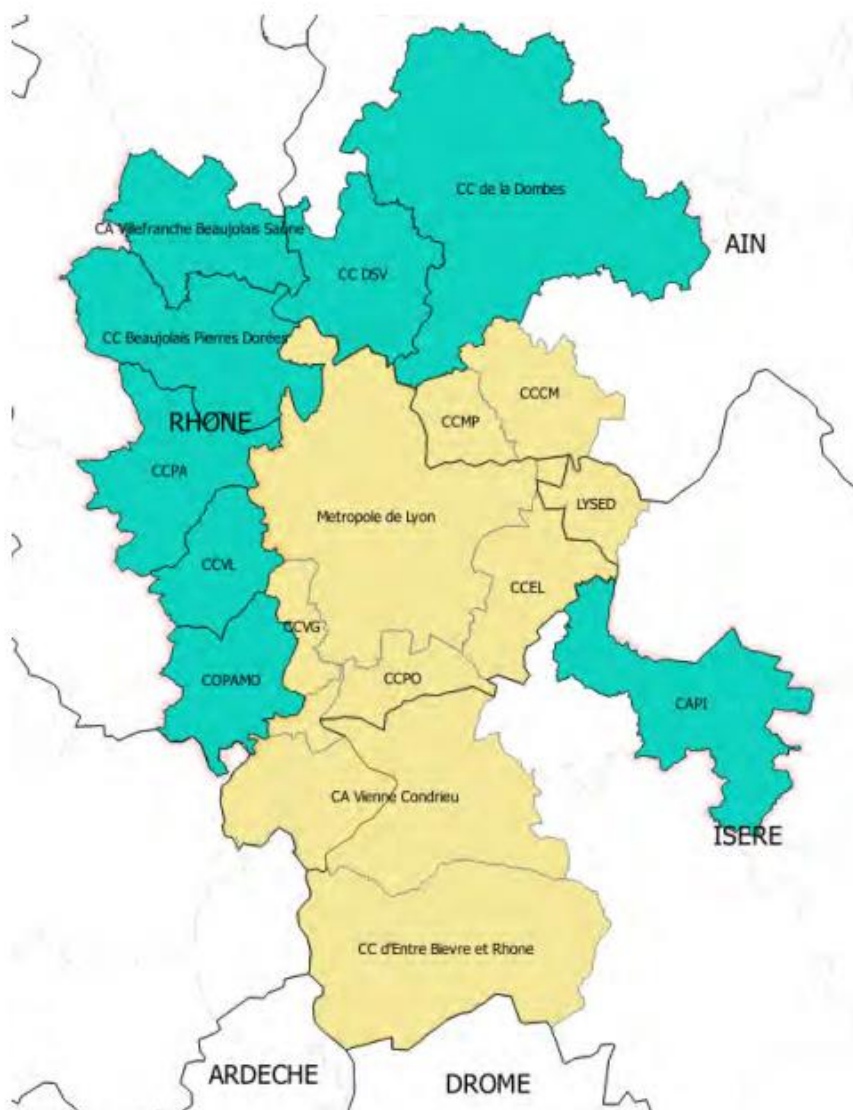 CC de la Dombes
CA Villefranche Beaujolais Saône
AIN
CC DSV
CC Beaujolais Pierres Dorées
CCCM
RHÔNE
CCMP
CCPA
LYSED
Metropole de Lyon
CCVL
CCEL
CCVG
COPAMO
CCPO
CAPI
CA Vienne Condrieu
ISERE
CC d'Entre Bievre et Rhone
ARDECHE
DROME